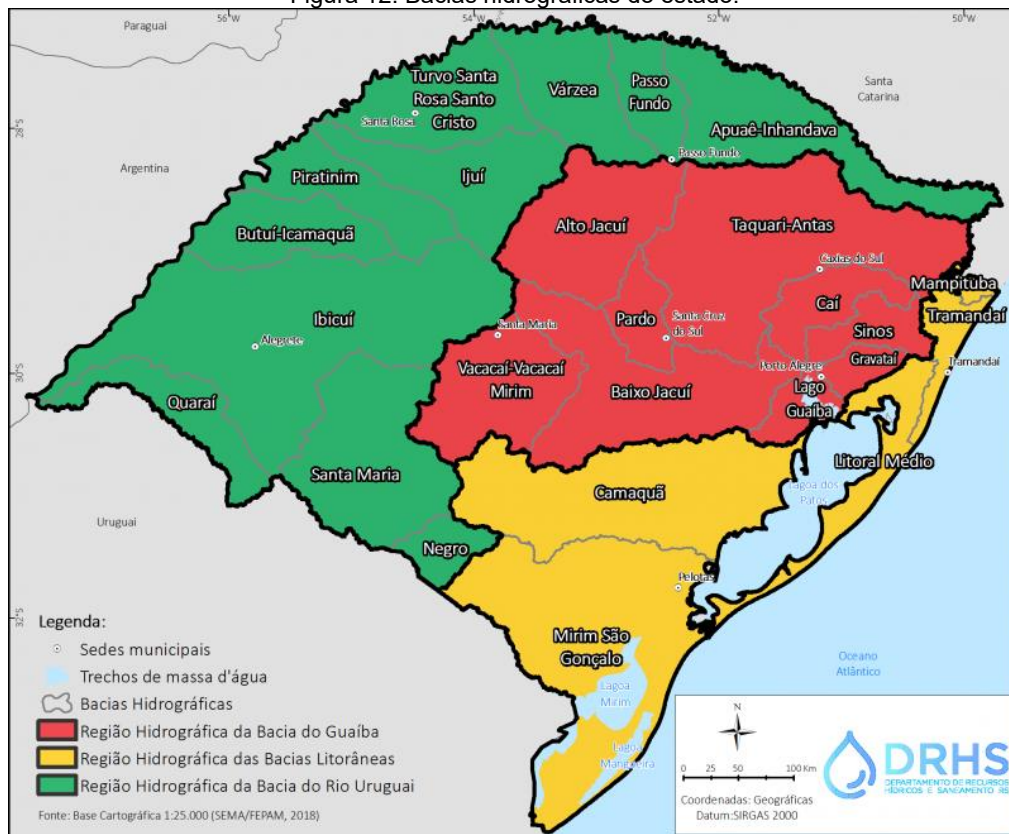 Figura 12: Bacias hidrográficas do estado.
56°W
54°W
52°W
50°W
Paraguai
Santa
Catarina
Turvo Santa
Rosa Santo
Cristo
Santa Rosa
Várzea
Passo
Fundo
Apuaê-Inhandava
28°S
Passo Fundo
Argentina
Piratinim
Ijuí
Butuí-Icamaquã
Alto Jacuí
Taquari-Antas
Caxias do Sul
Mampituba
Caí
Tramandaí
Ibicuí
Santa Maria
Pardo
Santa Cruz
do Sul
Sinos
Alegrete
Gravataí
Vacacaí-Vacacaí
Mirim
Porto Alegre
Tramandaí
30°S
Baixo Jacuí
Lago
Guaíba
Quaraí
Litoral Médio
Santa Maria
Lagoa dos
Patos
Camaquã
Uruguai
Negro
Pelotas
32°S
Mirim São
Gonçalo
Oceano
Atlântico
Lagoa
Mirim
Lagoa
Mangueira
Legenda:
Sedes municipais
Trechos de massa d'água
Bacias Hidrográficas
Região Hidrográfica da Bacia do Guaíba
Região Hidrográfica das Bacias Litorâneas
Região Hidrográfica da Bacia do Rio Uruguai
Fonte: Base Cartográfica 1:25.000 (SEMA/FEPAM, 2018)
N
0 25 50 100 Km
Coordenadas: Geográficas
Datum:SIRGAS 2000
DRHS
DEPARTAMENTO DE RECURSOS
HÍDRICOS E SANEAMENTO RS